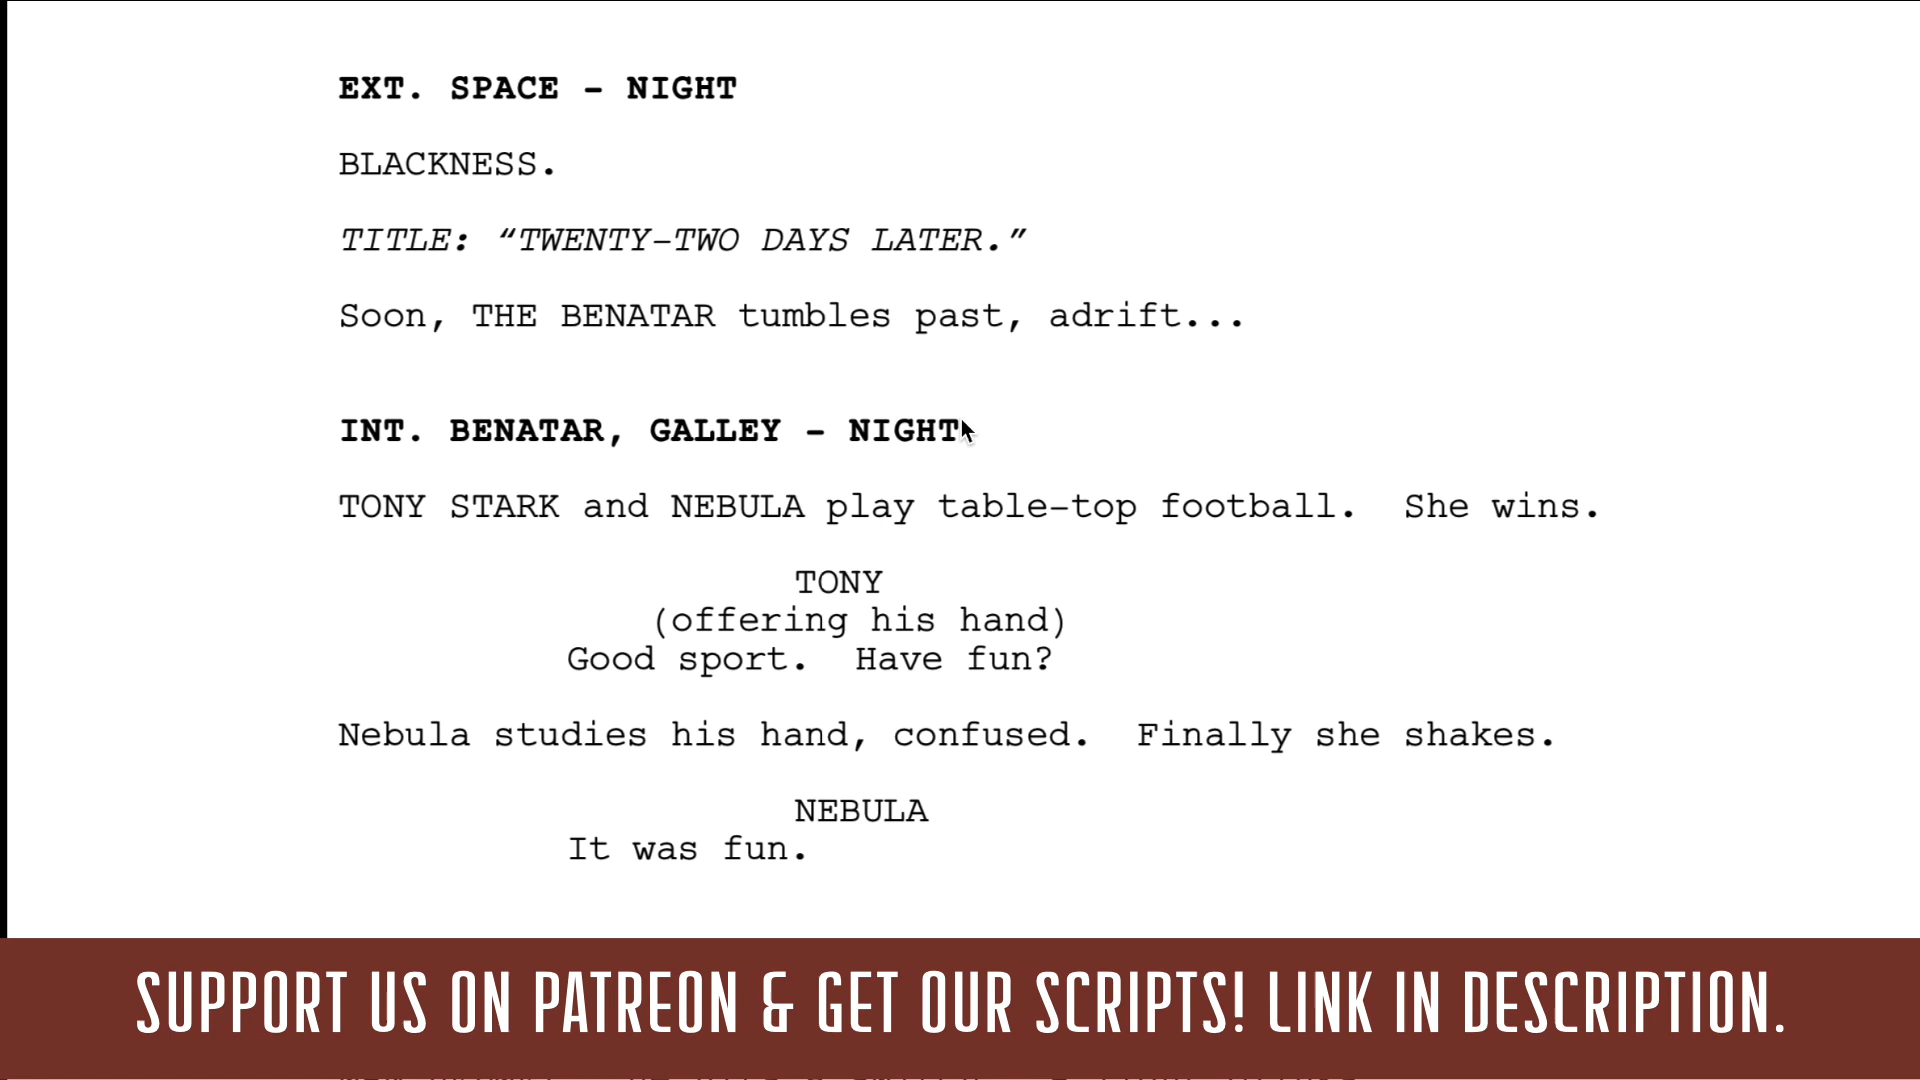 EXT. SPACE - NIGHT
BLACKNESS.
TITLE: “TWENTY-TWO DAYS LATER.”
Soon, THE BENATAR tumbles past, adrift...
INT. BENATAR, GALLEY - NIGHT
TONY STARK and NEBULA play table-top football.  She wins.
TONY
(offering his hand)
Good sport.  Have fun?
Nebula studies his hand, confused.  Finally she shakes.
NEBULA
It was fun.
SUPPORT US ON PATREON & GET OUR SCRIPTS! LINK IN DESCRIPTION.